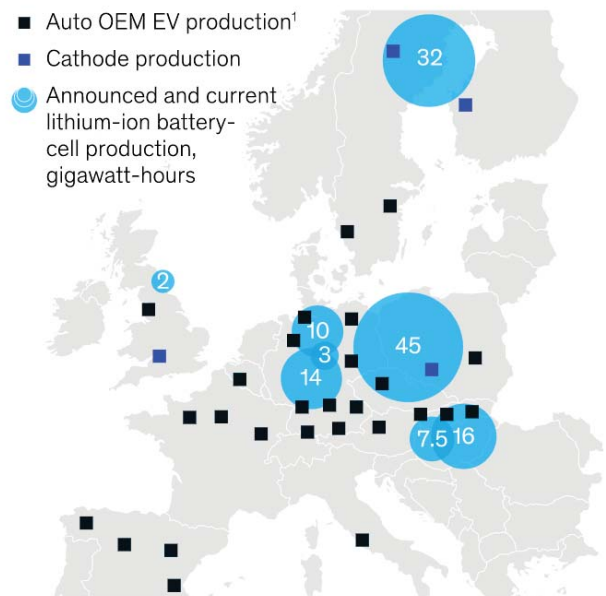 Auto OEM EV production¹
Cathode production
Announced and current
lithium-ion battery-
cell production,
gigawatt-hours
32
2
10
3
45
14
7.5
16